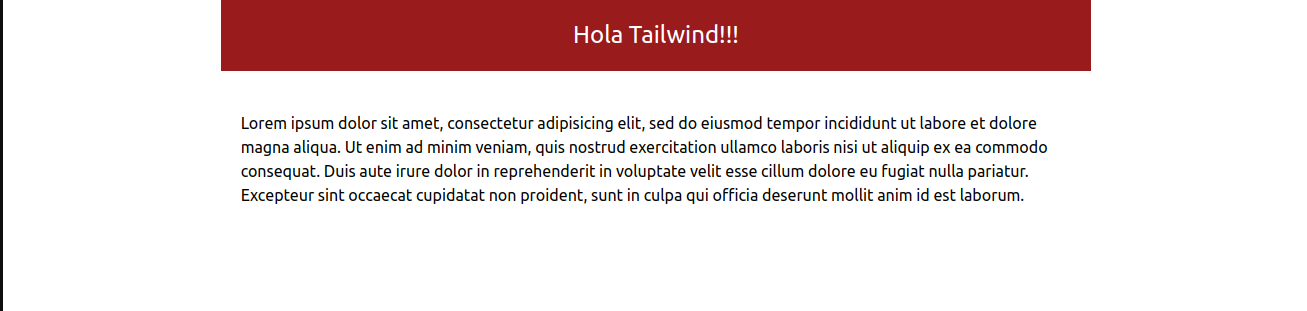 Hola Tailwind!!!
Lorem ipsum dolor sit amet, consectetur adipisicing elit, sed do eiusmod tempor incididunt ut labore et dolore
magna aliqua. Ut enim ad minim veniam, quis nostrud exercitation ullamco laboris nisi ut aliquip ex ea commodo
consequat. Duis aute irure dolor in reprehenderit in voluptate velit esse cillum dolore eu fugiat nulla pariatur.
Excepteur sint occaecat cupidatat non proident, sunt in culpa qui officia deserunt mollit anim id est laborum.